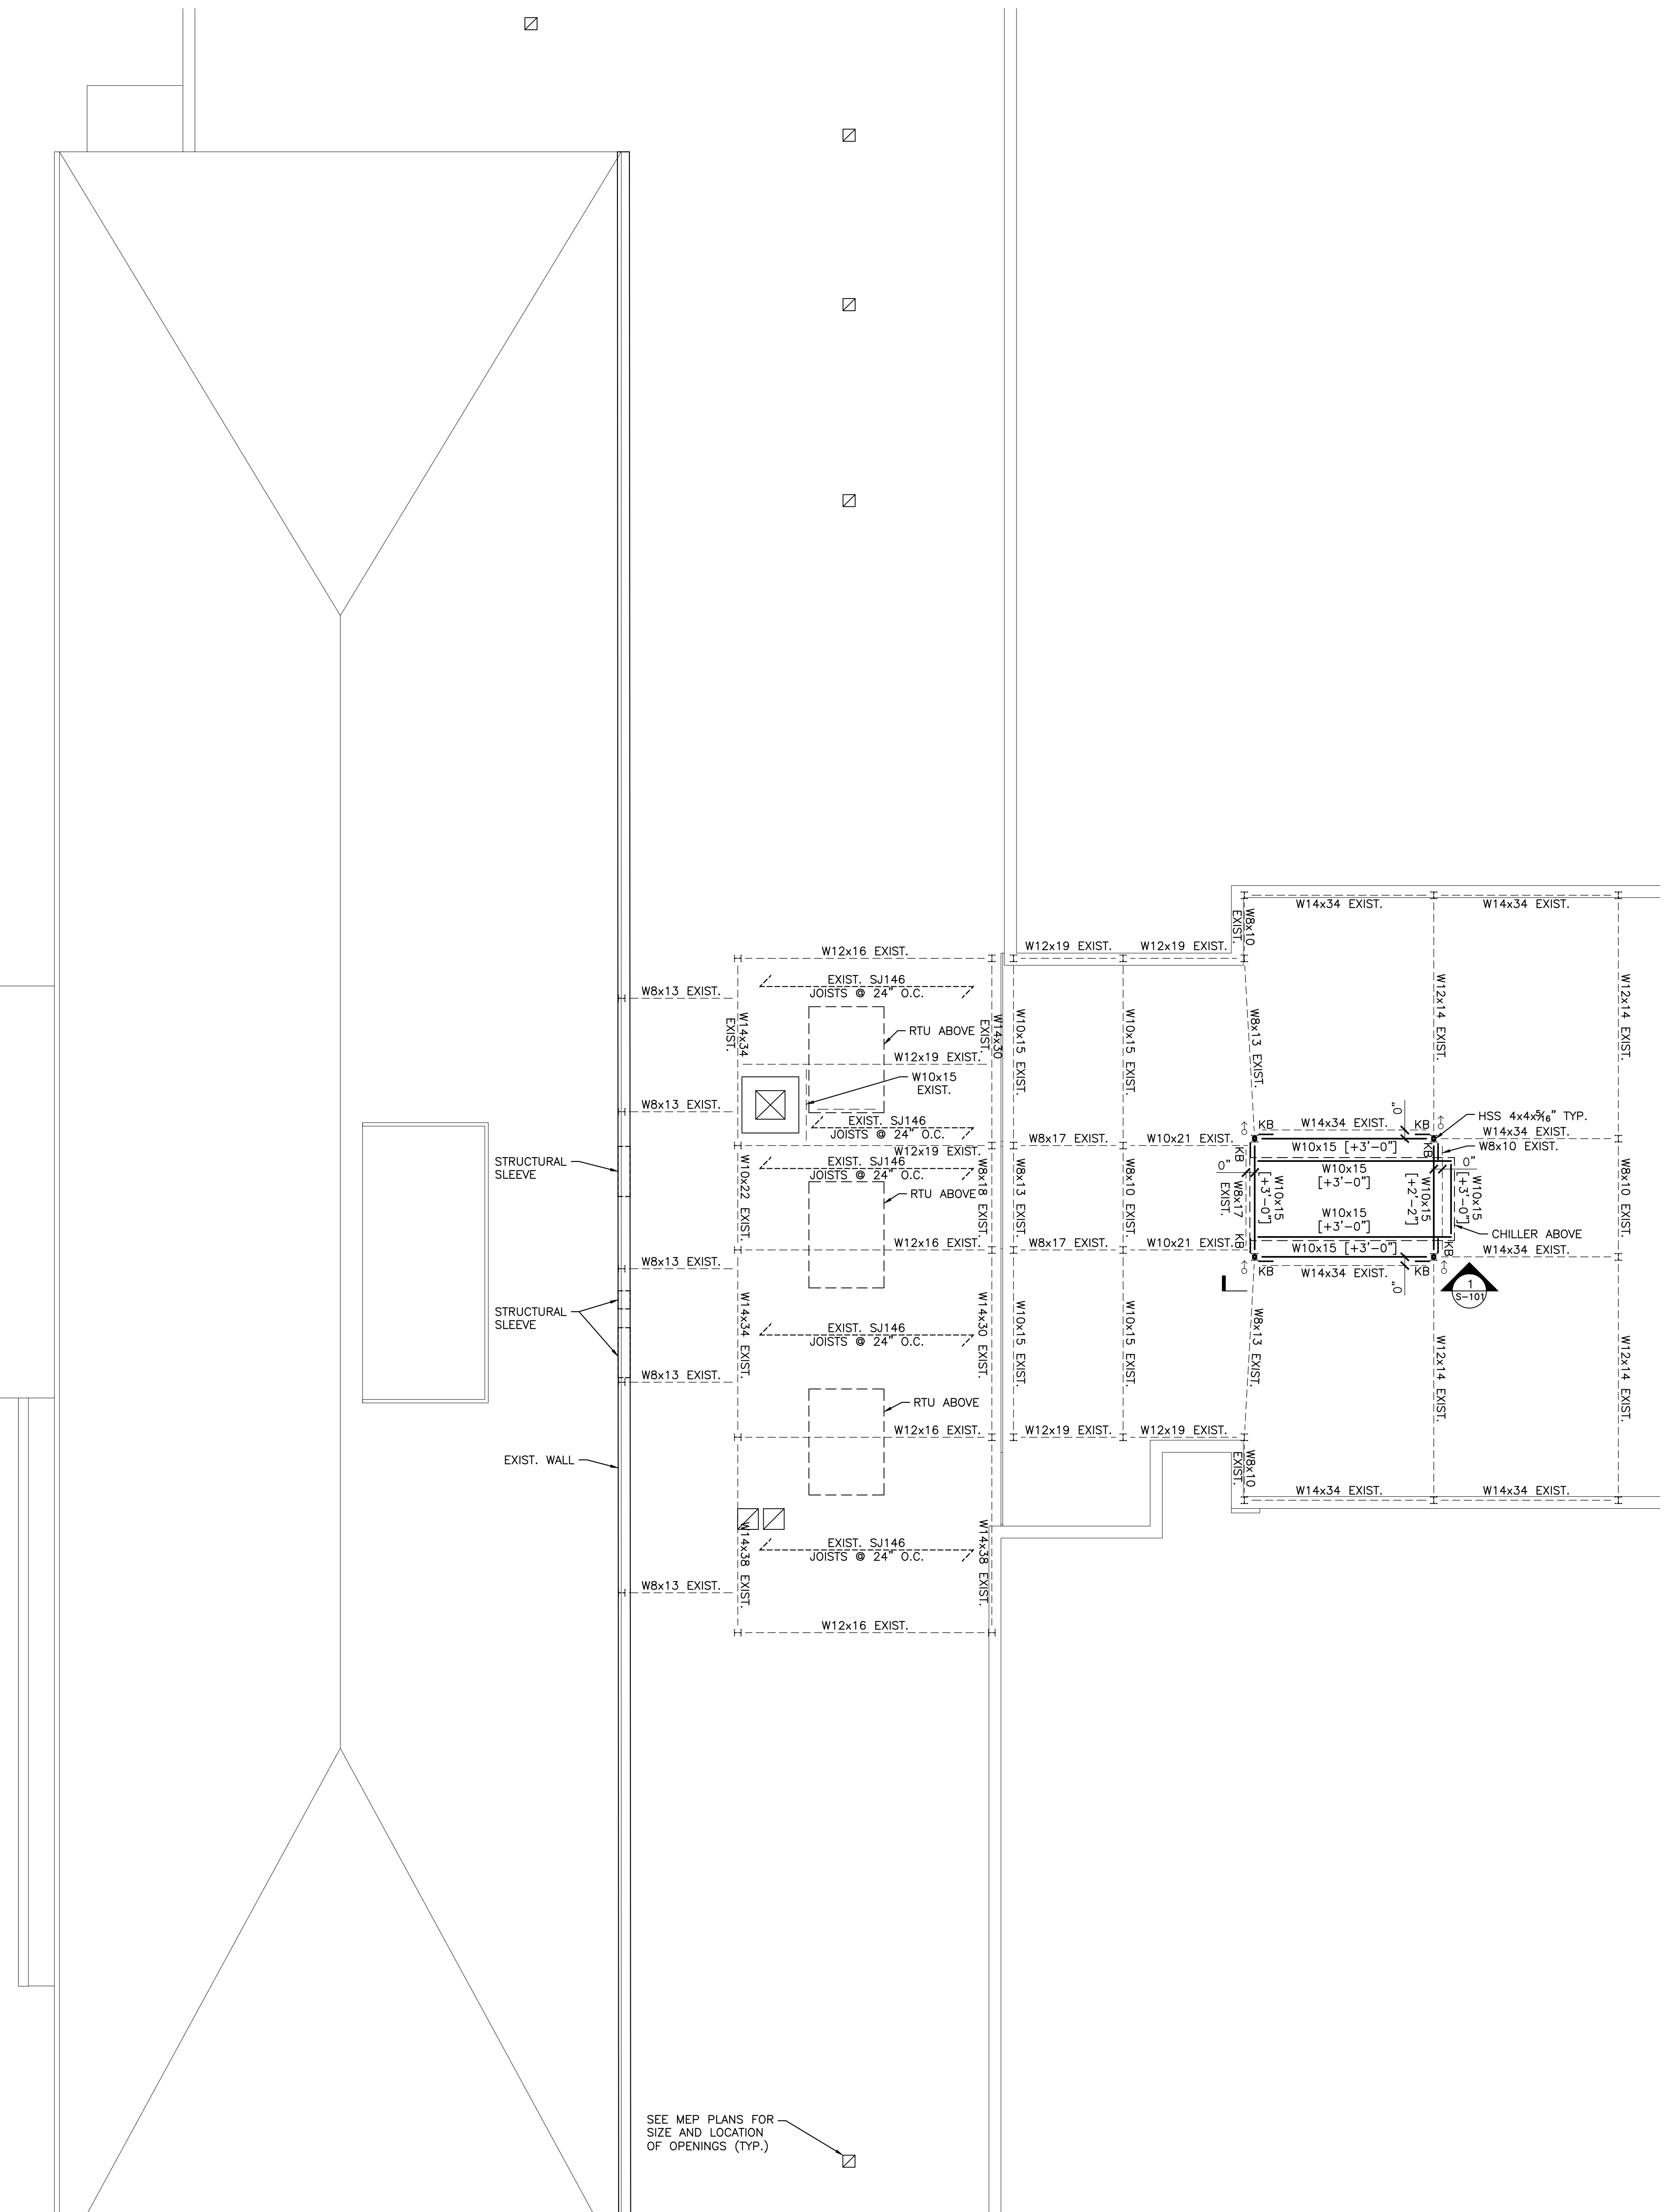 W14x34 EXIST.
W14x34 EXIST.
W8x10
EXIST.
W12x19 EXIST.
W12x19 EXIST.
W12x16 EXIST.
EXIST. SJ146
JOISTS @ 24" O.C.
W8x13 EXIST.
W14x34
EXIST.
RTU ABOVE
W14x30
EXIST.
W10x15 EXIST.
W10x15 EXIST.
W8x13 EXIST.
W12x14 EXIST.
W12x14 EXIST.
W12x19 EXIST.
W10x15
EXIST.
W8x13 EXIST.
EXIST. SJ146
JOISTS @ 24" O.C.
W12x19 EXIST.
W8x17 EXIST.
W10x21 EXIST.
KB
W14x34 EXIST.
0"
KB
HSS 4x4x5/16" TYP.
W14x34 EXIST.
W8x10 EXIST.
W10x15 [+3'-0"]
KB
KB
0"
0"
STRUCTURAL
SLEEVE
EXIST. SJ146
JOISTS @ 24" O.C.
W10x22 EXIST.
RTU ABOVE
W8x18 EXIST.
W8x13 EXIST.
W8x10 EXIST.
W8x17
EXIST.
W10x15
[+3'-0"]
W10x15
[+3'-0"]
W10x15
[+3'-0"]
W10x15
[+2'-2"]
W10x15
[+3'-0"]
W8x10 EXIST.
CHILLER ABOVE
W12x16 EXIST.
W8x17 EXIST.
W10x21 EXIST.
KB
W10x15 [+3'-0"]
KB
W14x34 EXIST.
W8x13 EXIST.
KB
W14x34 EXIST.
KB
0"
1
S-101
STRUCTURAL
SLEEVE
W14x34 EXIST.
EXIST. SJ146
JOISTS @ 24" O.C.
W14x30 EXIST.
W10x15 EXIST.
W10x15 EXIST.
W8x13 EXIST.
W12x14 EXIST.
W12x14 EXIST.
W8x13 EXIST.
RTU ABOVE
W12x16 EXIST.
W12x19 EXIST.
W12x19 EXIST.
EXIST. WALL
W8x10
EXIST.
W14x34 EXIST.
W14x34 EXIST.
W14x38 EXIST.
EXIST. SJ146
JOISTS @ 24" O.C.
W14x38 EXIST.
W8x13 EXIST.
W12x16 EXIST.
SEE MEP PLANS FOR
SIZE AND LOCATION
OF OPENINGS (TYP.)